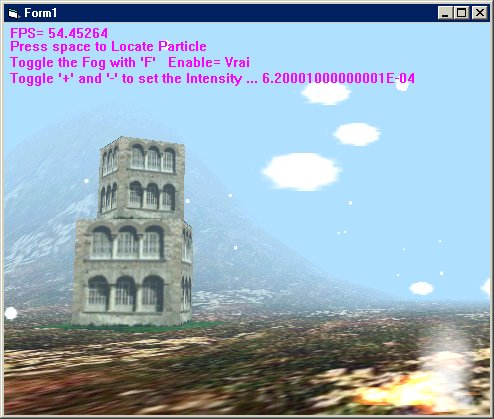 Form1
FPS= 54.45264
Press space to Locate Particle
Toggle the Fog with 'F'   Enable= Vrai
Toggle '+' and '-' to set the Intensity ... 6.20001000000001E-04